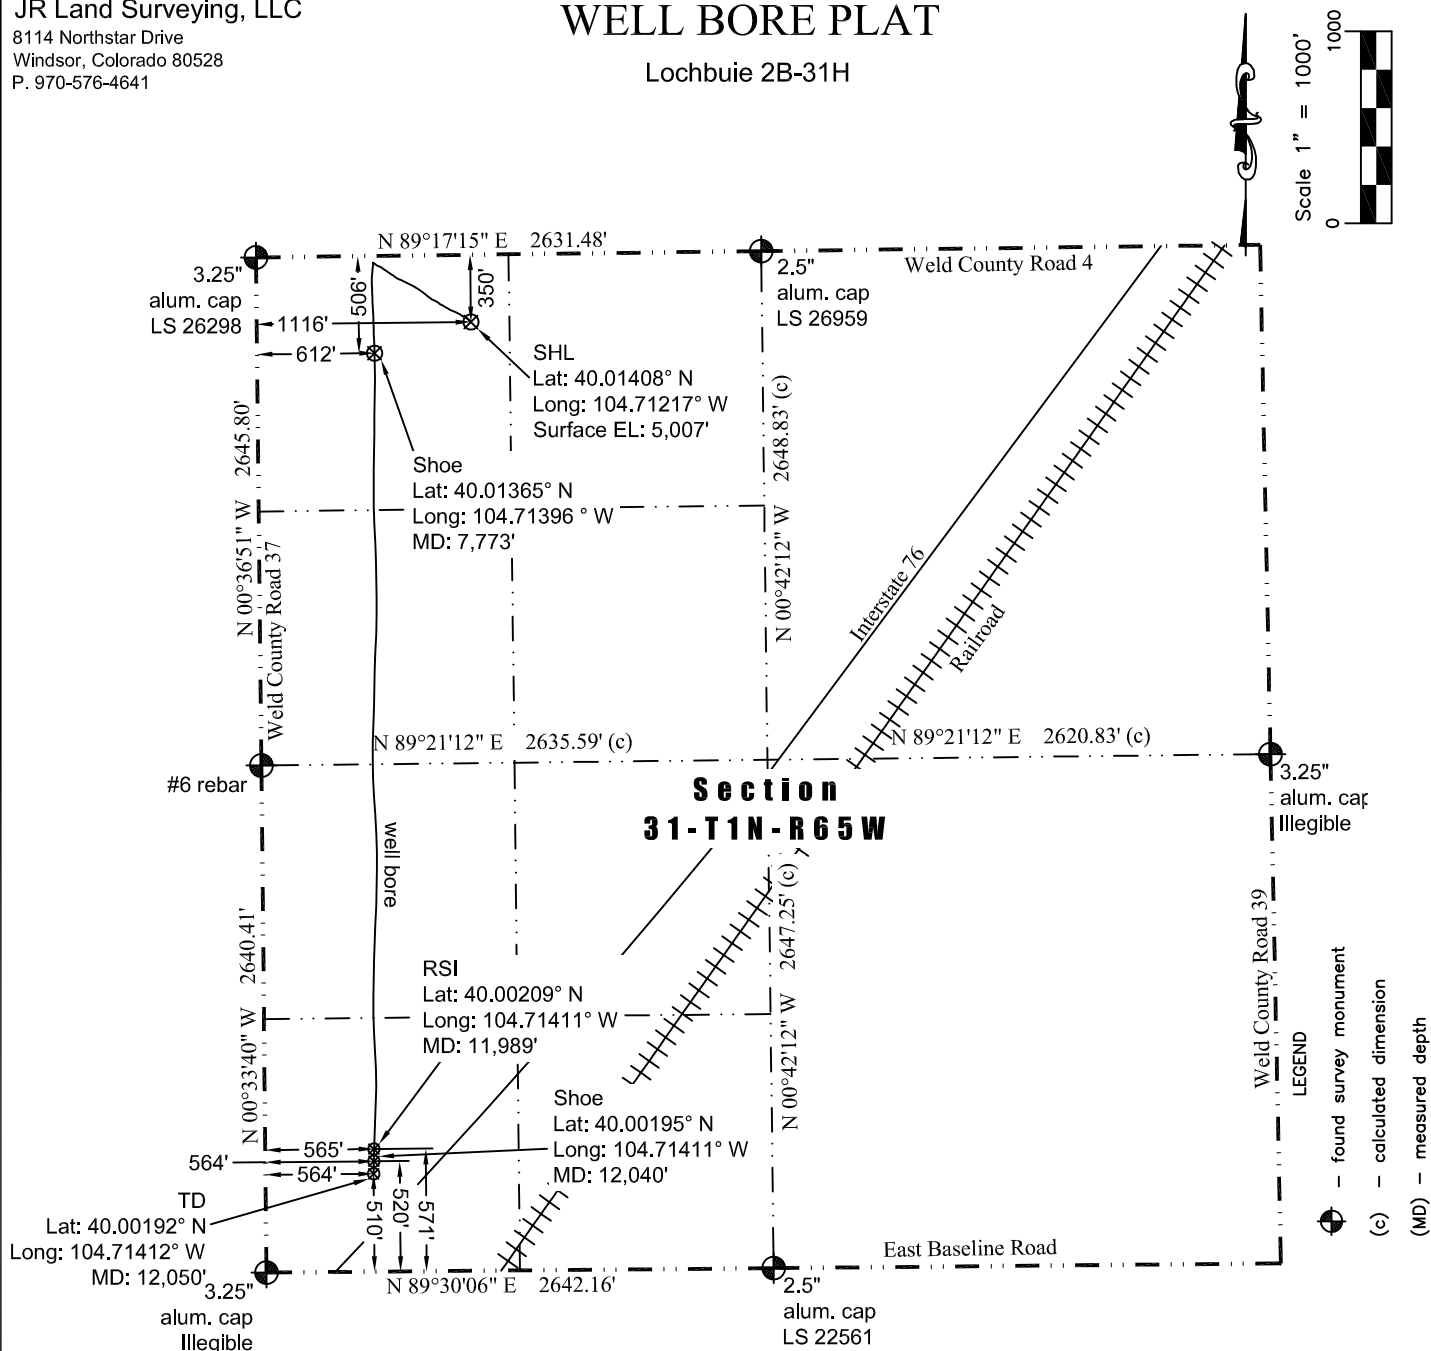 JR Land Surveying, LLC
8114 Northstar Drive
Windsor, Colorado 80528
P. 970-576-4641
WELL BORE PLAT
Lochbuie 2B-31H
Scale 1" = 1000'
0
1000
N 89°17'15" E 2631.48'
Weld County Road 4
3.25"
alum. cap
LS 26298
2.5"
alum. cap
LS 26959
506'
350'
1116'
612'
SHL
Lat: 40.01408° N
Long: 104.71217° W
Surface EL: 5,007'
Shoe
Lat: 40.01365° N
Long: 104.71396 ° W
MD: 7,773'
N 00°36'51" W 2645.80'
Weld County Road 37
N 00°42'12" W 2648.83' (c)
Interstate 76
Railroad
N 89°21'12" E 2635.59' (c)
N 89°21'12" E 2620.83' (c)
#6 rebar
3.25"
alum. cap
Illegible
Section
31-T1N-R65W
well bore
N 00°33'40" W 2640.41'
N 00°42'12" W 2647.25' (c)
Weld County Road 39
RSI
Lat: 40.00209° N
Long: 104.71411° W
MD: 11,989'
Shoe
Lat: 40.00195° N
Long: 104.71411° W
MD: 12,040'
565'
564'
564'
510'
520'
571'
TD
Lat: 40.00192° N
Long: 104.71412° W
MD: 12,050'
3.25"
alum. cap
Illegible
N 89°30'06" E 2642.16'
East Baseline Road
2.5"
alum. cap
LS 22561
LEGEND
– found survey monument
(c) – calculated dimension
(MD) – measured depth